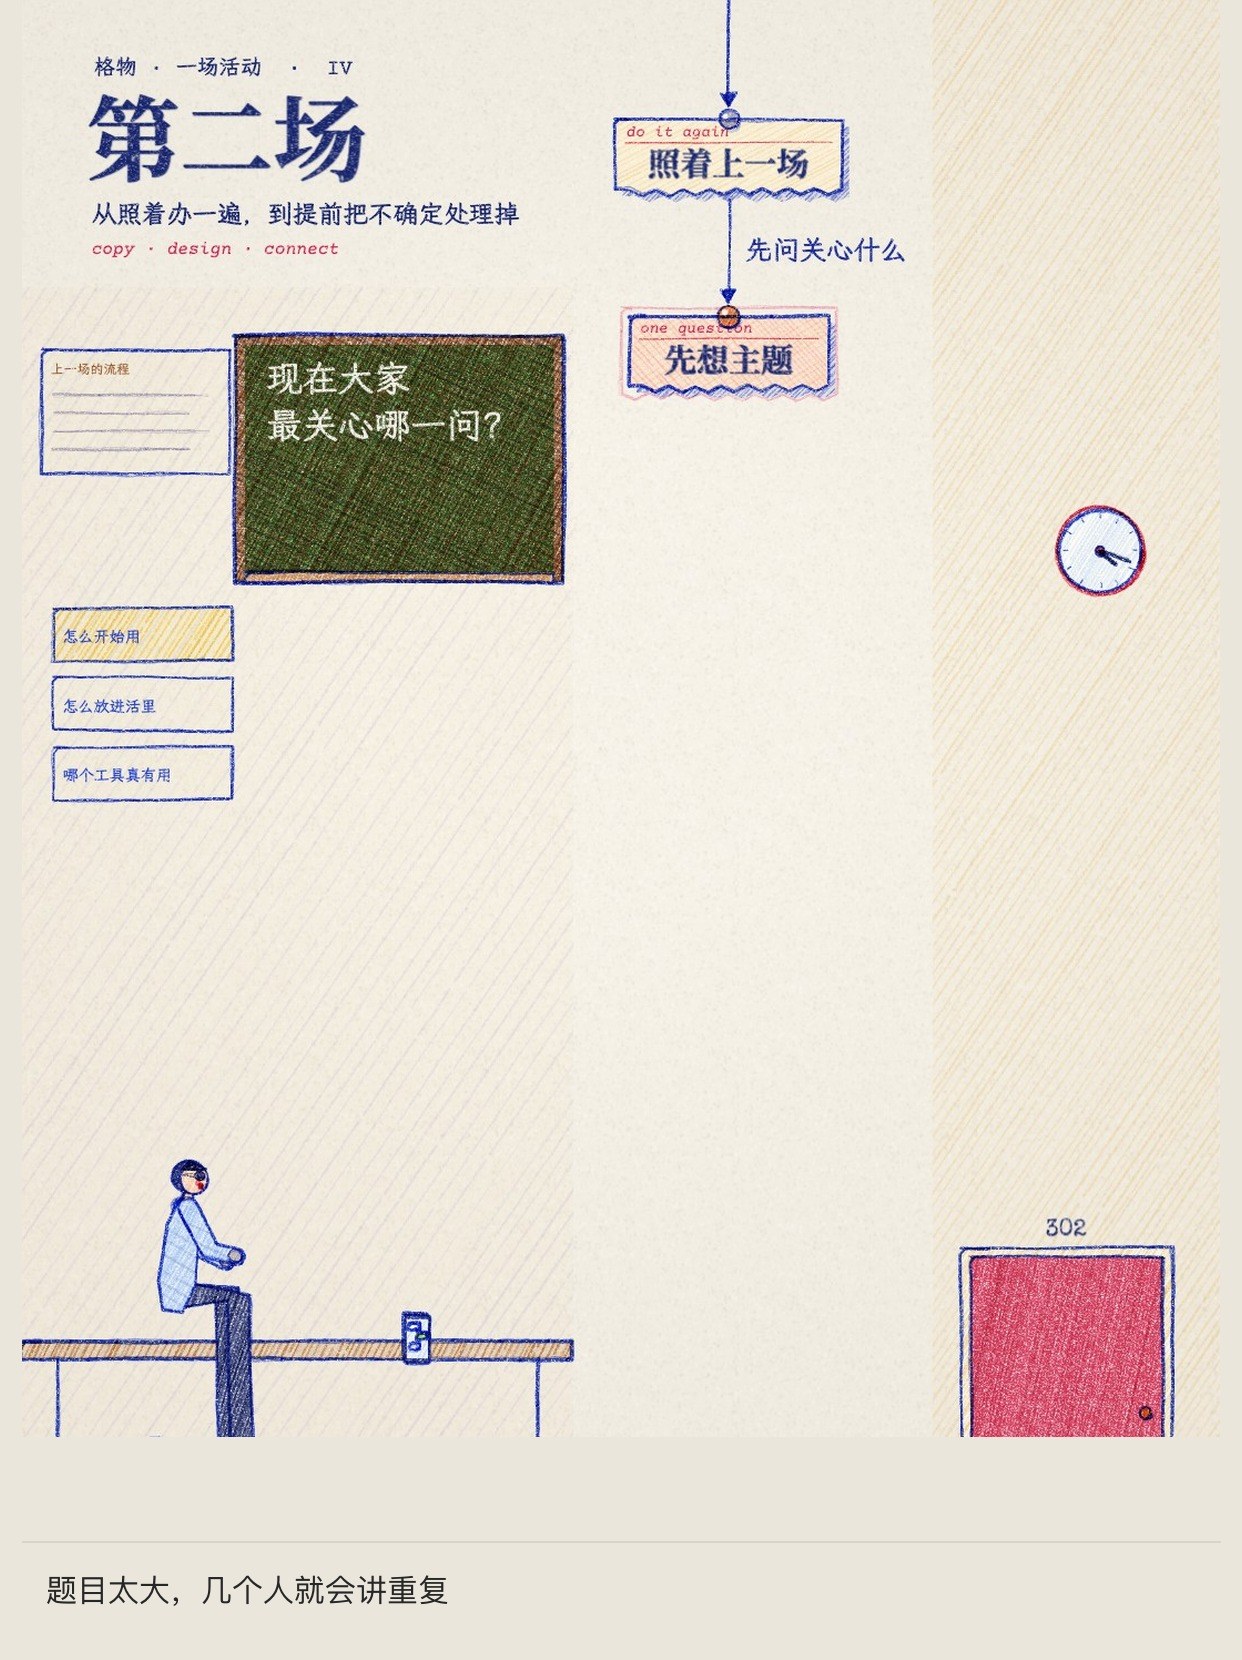 格物 · 一场活动 · IV
第二场
从照着办一遍，到提前把不确定处理掉
copy · design · connect
do it again
照着上一场
先问关心什么
one question
先想主题
上一场的流程
现在大家
最关心哪一问？
怎么开始用
怎么放进活里
哪个工具真有用
302
题目太大，几个人就会讲重复